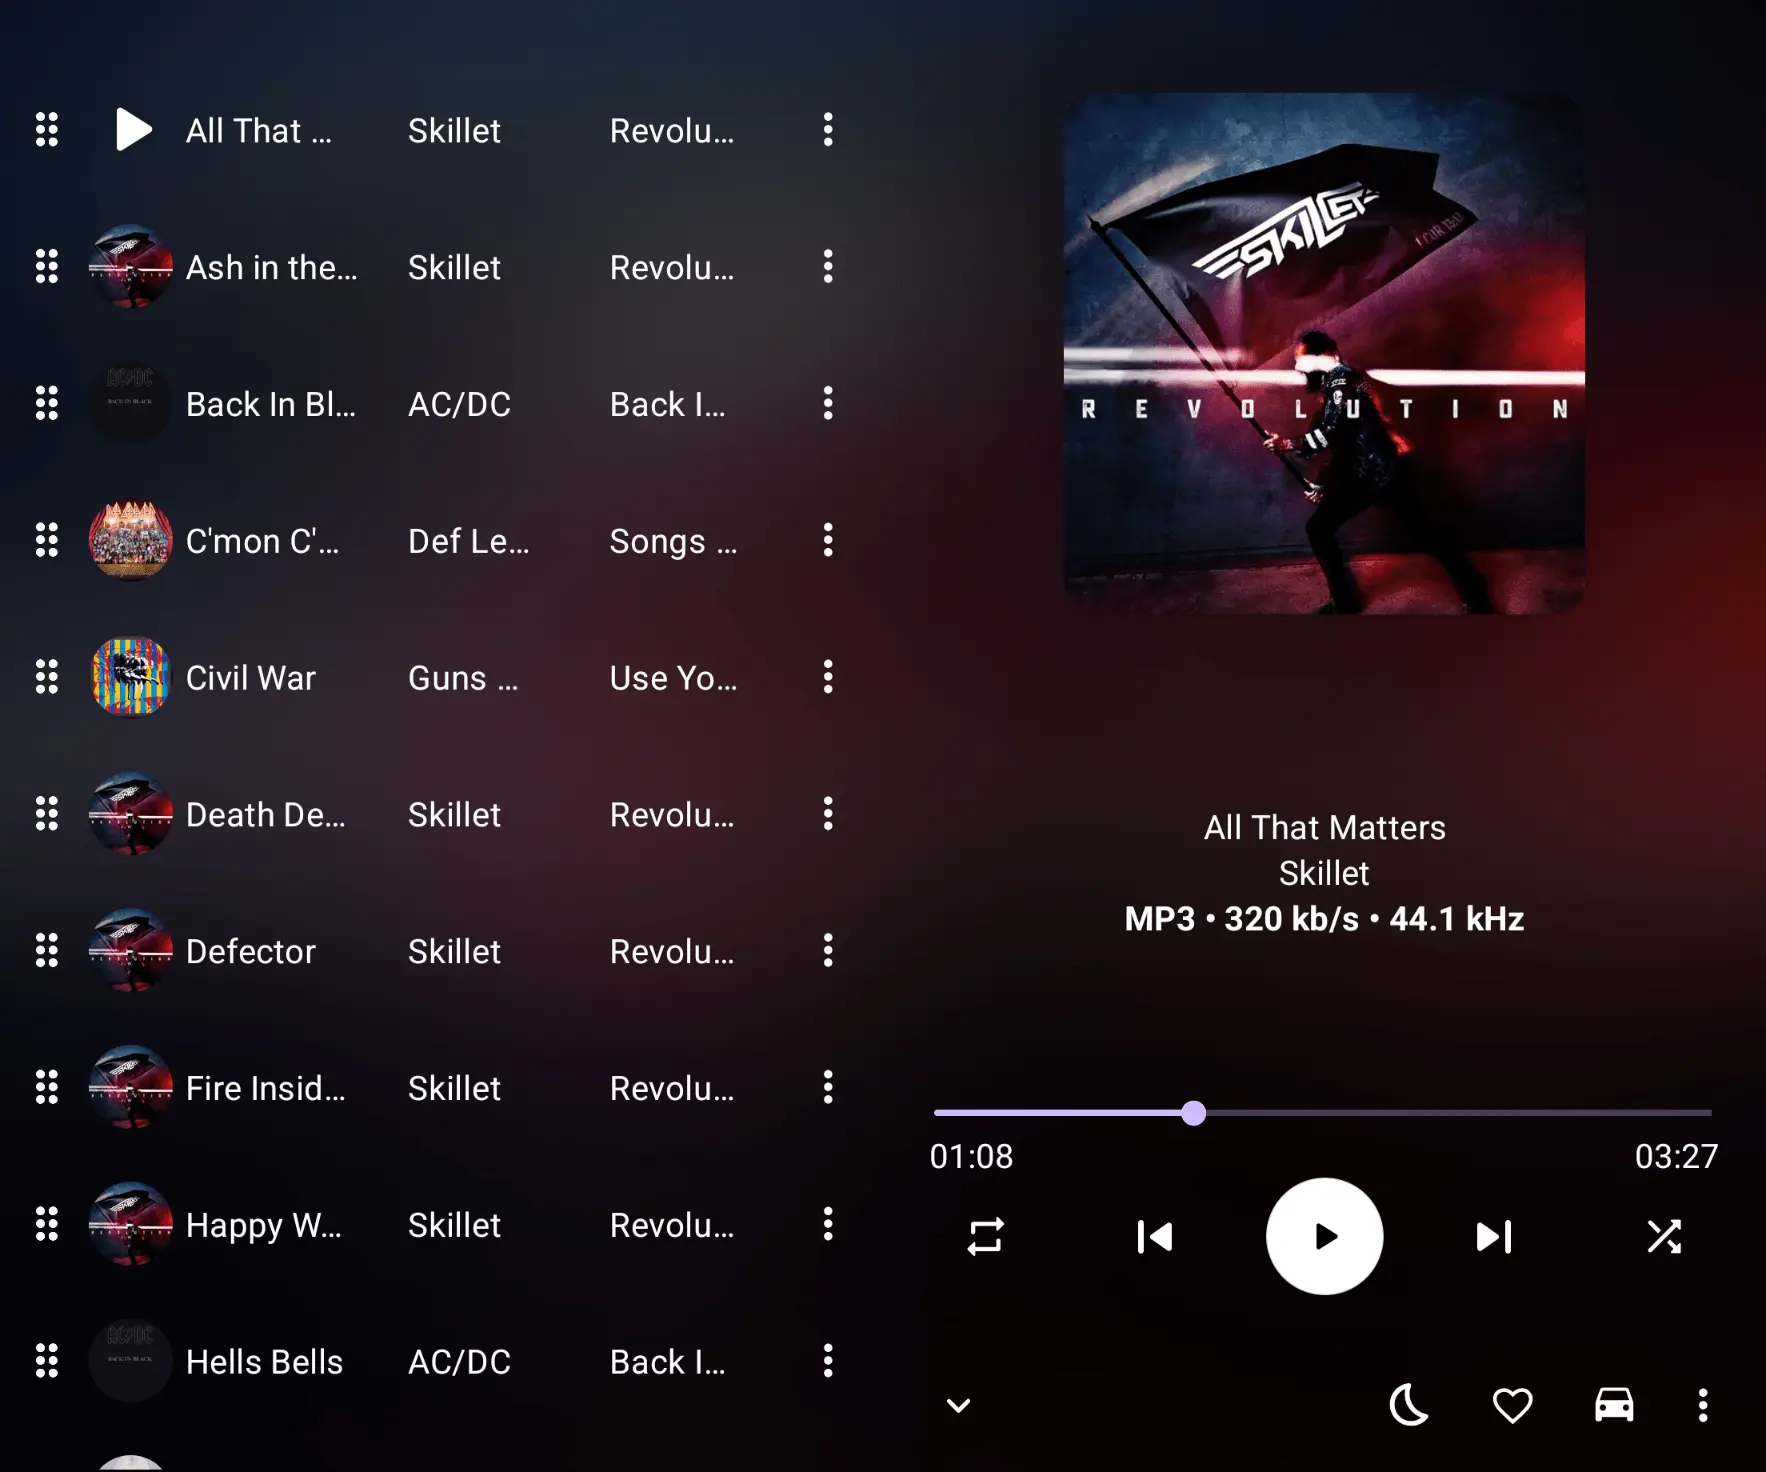 All That ... Skillet Revolu...
Ash in the... Skillet Revolu...
Back In Bl... AC/DC Back I...
C'mon C'... Def Le... Songs ...
Civil War Guns ... Use Yo...
Death De... Skillet Revolu...
Defector Skillet Revolu...
Fire Insid... Skillet Revolu...
Happy W... Skillet Revolu...
Hells Bells AC/DC Back I...
SKILLET
REVOLUTION
All That Matters
Skillet
MP3 • 320 kb/s • 44.1 kHz
01:08 03:27